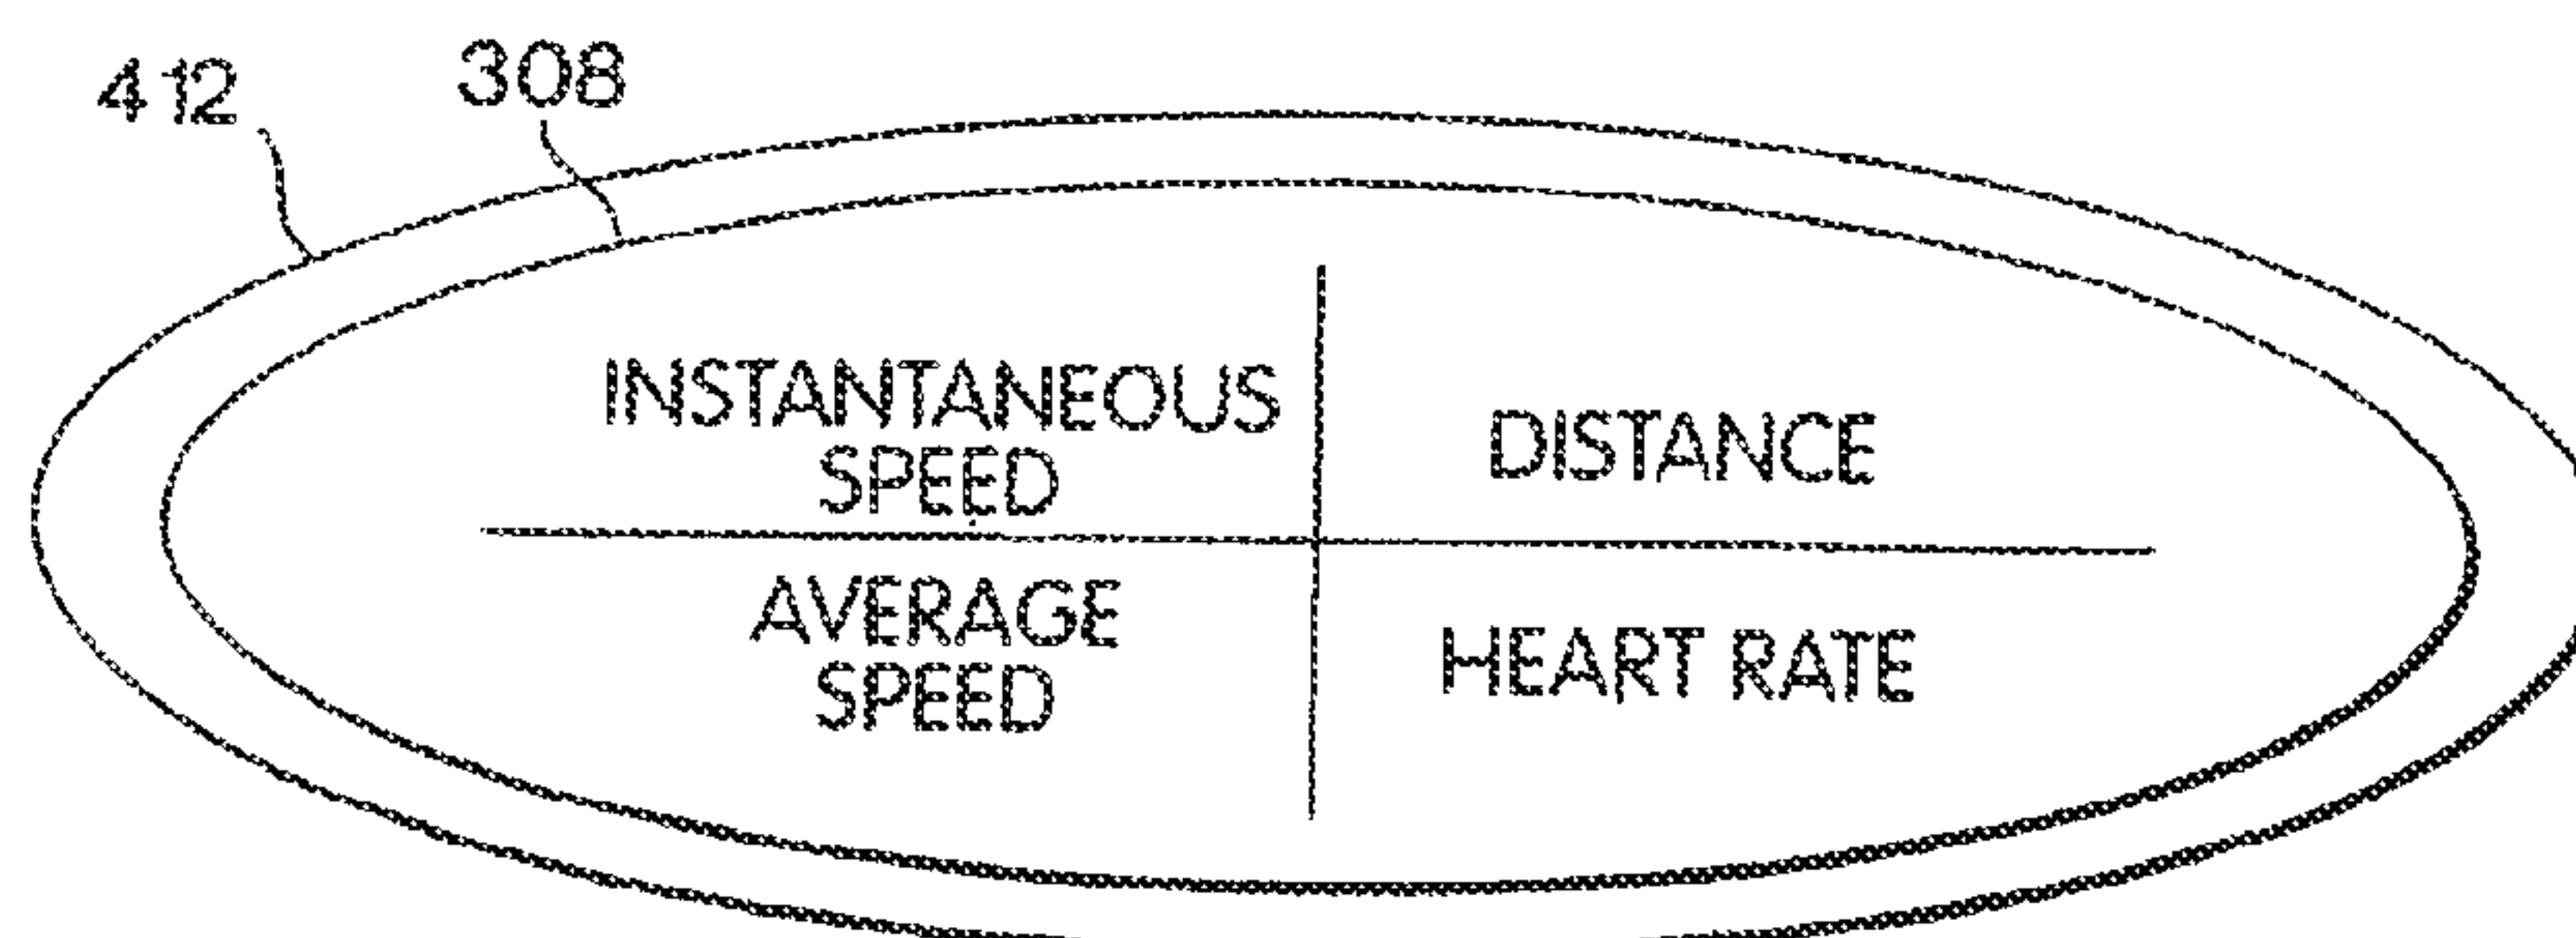 412
308
INSTANTANEOUS
SPEED
DISTANCE
AVERAGE
SPEED
HEART RATE